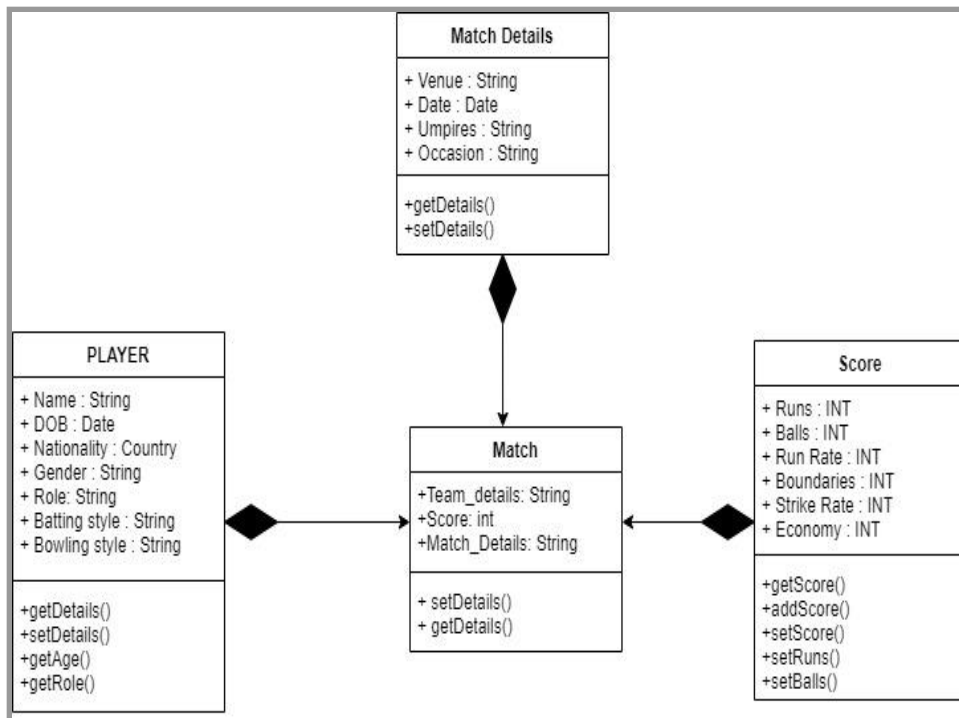 Match Details
+ Venue : String
+ Date : Date
+ Umpires : String
+ Occasion : String
+getDetails()
+setDetails()
PLAYER
+ Name : String
+ DOB : Date
+ Nationality : Country
+ Gender : String
+ Role: String
+ Batting style : String
+ Bowling style : String
+getDetails()
+setDetails()
+getAge()
+getRole()
Match
+Team_details: String
+Score: int
+Match_Details: String
+ setDetails()
+ getDetails()
Score
+ Runs : INT
+ Balls : INT
+ Run Rate : INT
+ Boundaries : INT
+ Strike Rate : INT
+ Economy : INT
+getScore()
+addScore()
+setScore()
+setRuns()
+setBalls()